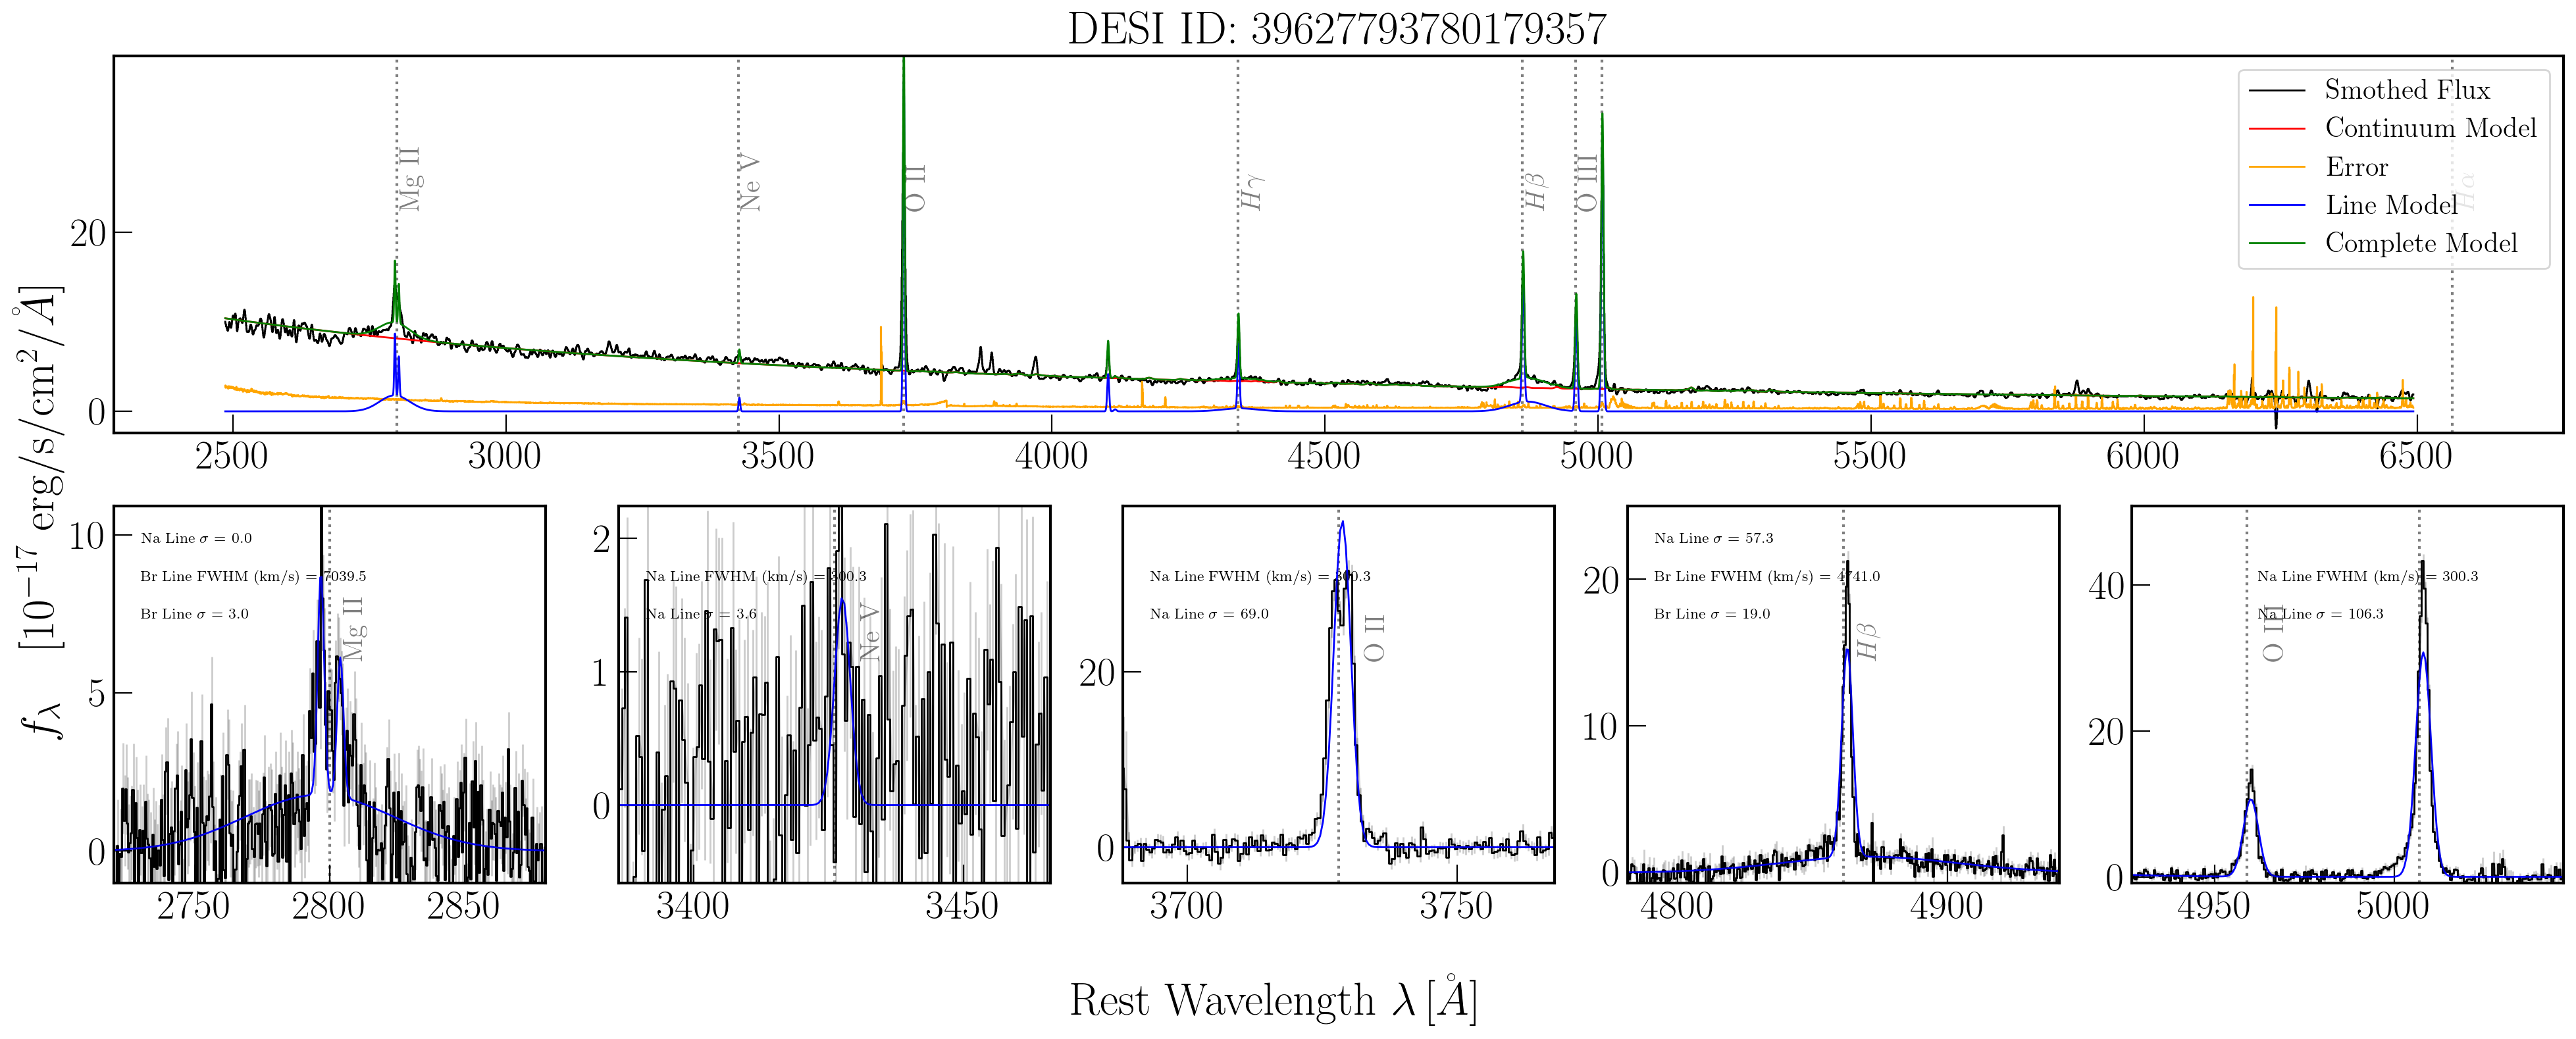 DESI ID: 39627793780179357
Smothed Flux
Continuum Model
Error
Line Model
Complete Model
Mg II
Ne V
O II
Hγ
Hβ
O III
Hα
20
0
2500 3000 3500 4000 4500 5000 5500 6000 6500
f_λ [10^−17 erg/s/cm^2/Å]
Na Line σ = 0.0
Br Line FWHM (km/s) = 7039.5
Br Line σ = 3.0
Mg II
10
5
0
2750 2800 2850
Na Line FWHM (km/s) = 300.3
Na Line σ = 3.6
Ne V
2
1
0
3400 3450
Na Line FWHM (km/s) = 300.3
Na Line σ = 69.0
O II
20
0
3700 3750
Na Line σ = 57.3
Br Line FWHM (km/s) = 4741.0
Br Line σ = 19.0
Hβ
20
10
0
4800 4900
Na Line FWHM (km/s) = 300.3
Na Line σ = 106.3
O III
40
20
0
4950 5000
Rest Wavelength λ [Å]